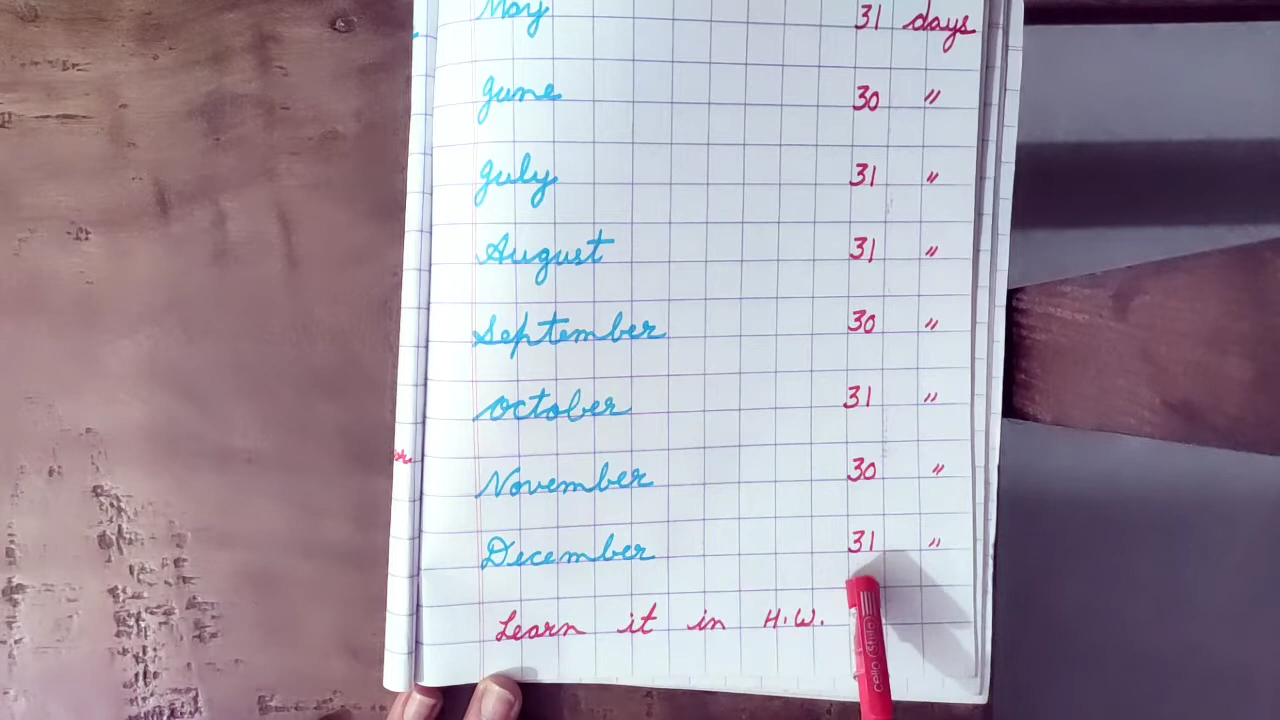 May 31 days
June 30 "
July 31 "
August 31 "
September 30 "
October 31 "
November 30 "
December 31 "
Learn it in H.W.
cello